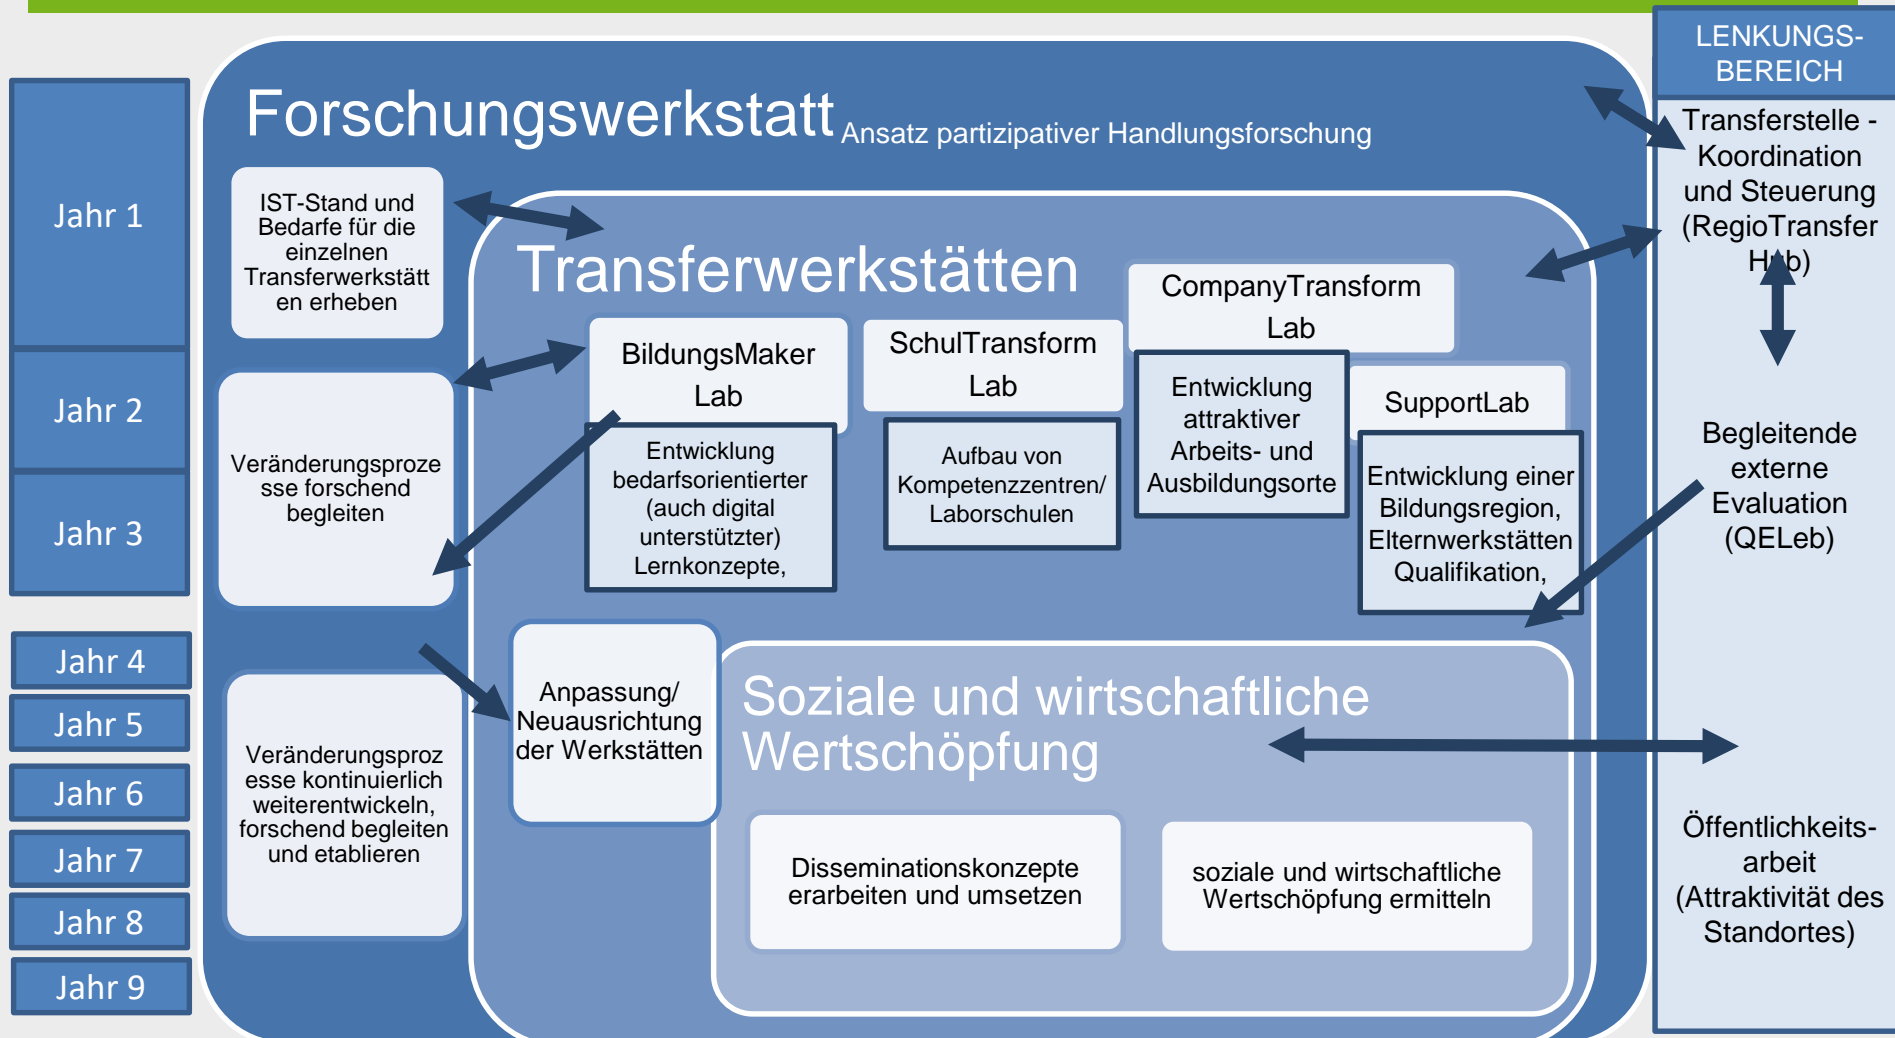 Jahr 1
Jahr 2
Jahr 3
Jahr 4
Jahr 5
Jahr 6
Jahr 7
Jahr 8
Jahr 9
Forschungswerkstatt Ansatz partizipativer Handlungsforschung
IST-Stand und
Bedarfe für die
einzelnen
Transferwerkstätt
en erheben
Veränderungsproze
sse forschend
begleiten
Veränderungsproz
esse kontinuierlich
weiterentwickeln,
forschend begleiten
und etablieren
Transferwerkstätten
BildungsMaker
Lab
Entwicklung
bedarfsorientierter
(auch digital
unterstützter)
Lernkonzepte,
SchulTransform
Lab
Aufbau von
Kompetenzzentren/
Laborschulen
CompanyTransform
Lab
Entwicklung
attraktiver
Arbeits- und
Ausbildungsorte
SupportLab
Entwicklung einer
Bildungsregion,
Elternwerkstätten
Qualifikation,
Anpassung/
Neuausrichtung
der Werkstätten
Soziale und wirtschaftliche
Wertschöpfung
Disseminationskonzepte
erarbeiten und umsetzen
soziale und wirtschaftliche
Wertschöpfung ermitteln
LENKUNGS-
BEREICH
Transferstelle -
Koordination
und Steuerung
(RegioTransfer
Hub)
Begleitende
externe
Evaluation
(QELeb)
Öffentlichkeits-
arbeit
(Attraktivität des
Standortes)